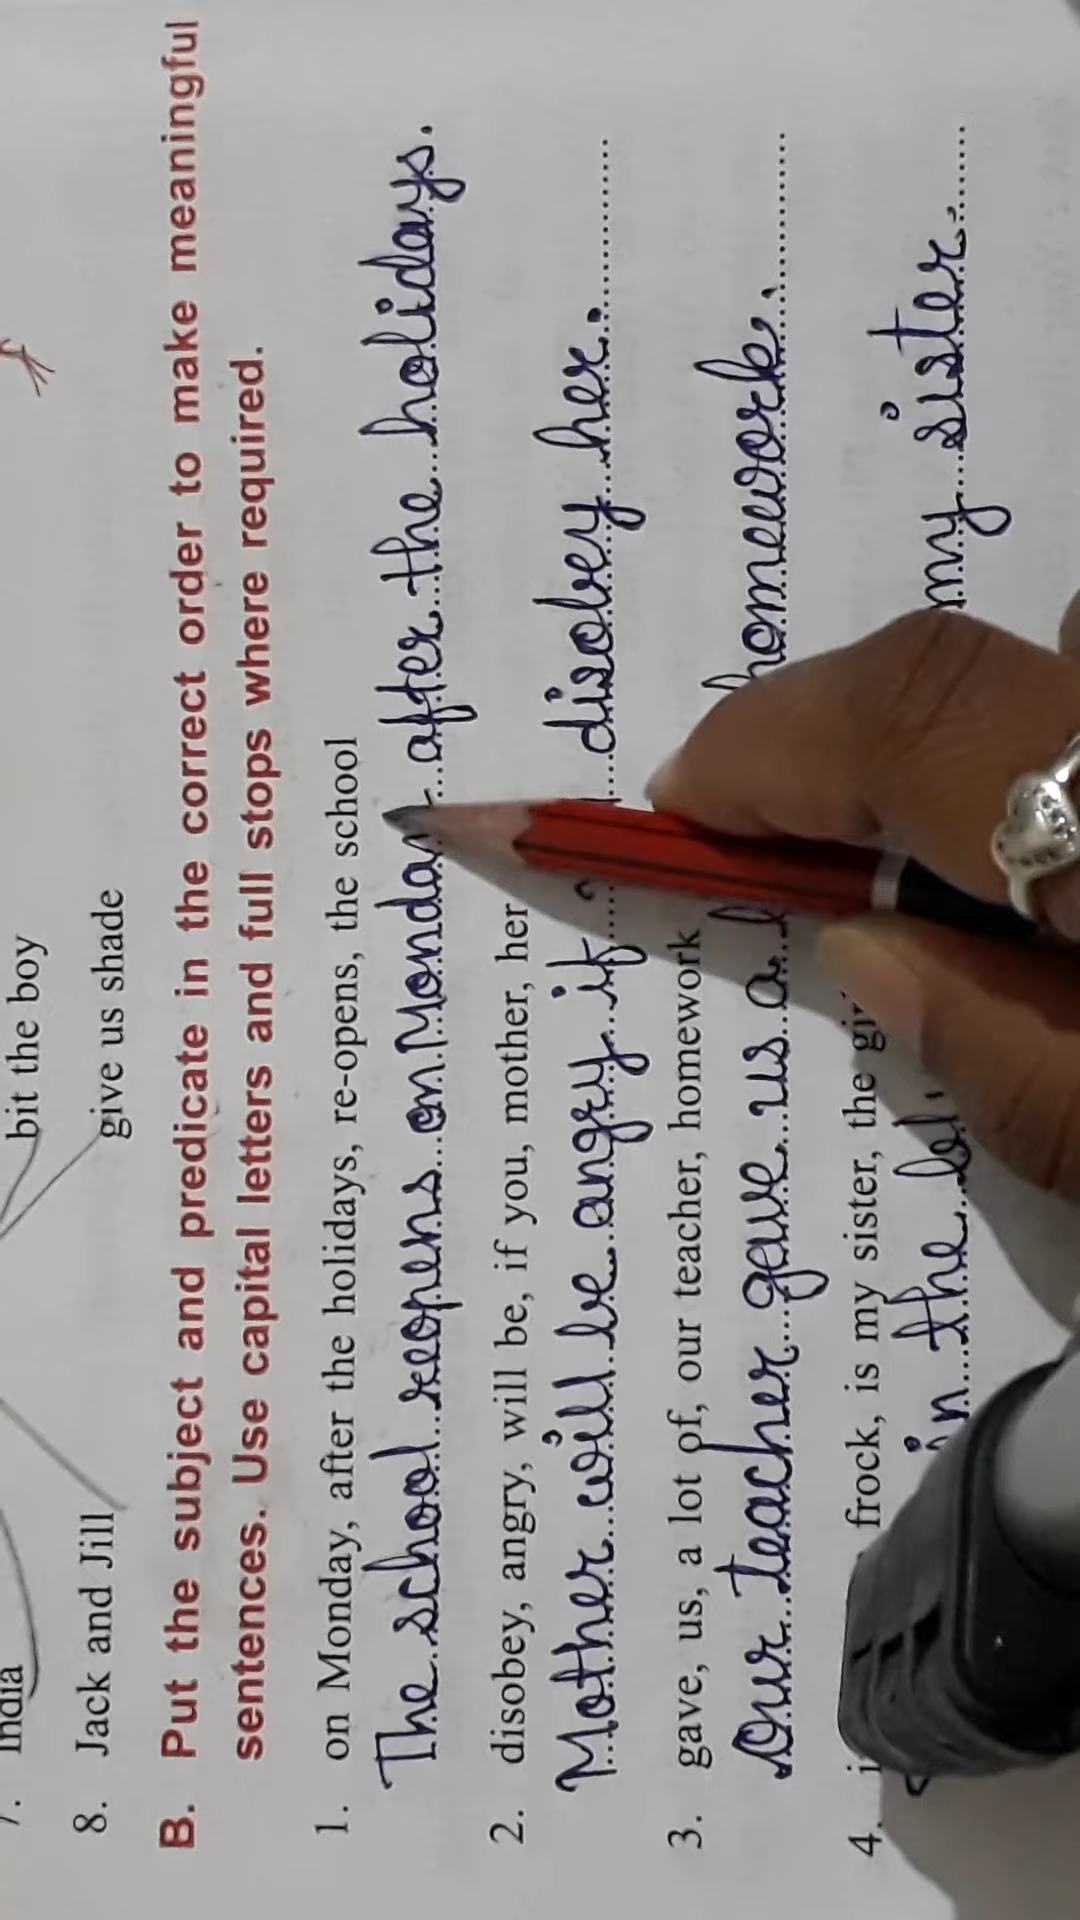 7. India
bit the boy
8. Jack and Jill
give us shade
B. Put the subject and predicate in the correct order to make meaningful
sentences. Use capital letters and full stops where required.
1. on Monday, after the holidays, re-opens, the school
The school reopens on Monday after the holidays.
2. disobey, angry, will be, if you, mother, her
Mother will be angry if disobey her.
3. gave, us, a lot of, our teacher, homework
Our teacher gave us a homework.
4. frock, is my sister, the
in the my sister.